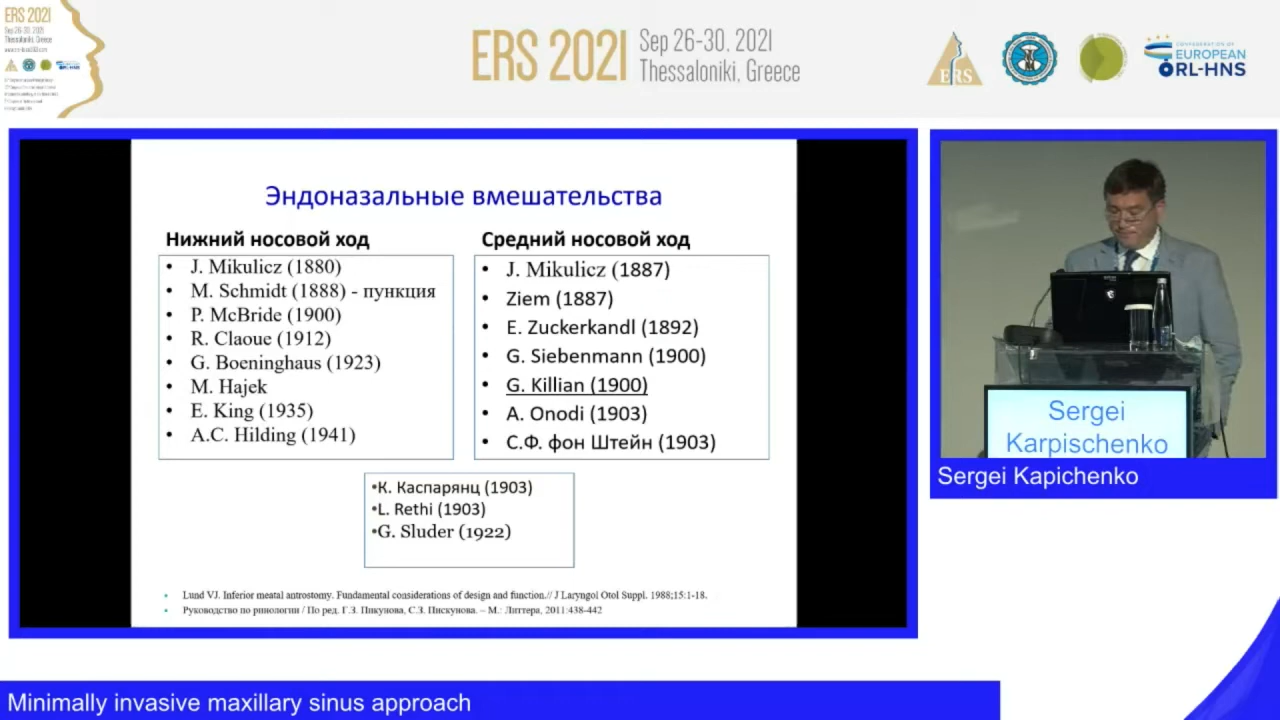 ERS 2021
Sep 26-30, 2021
Thessaloniki, Greece
ERS 2021
Sep 26-30, 2021
Thessaloniki, Greece
ERS
CONFEDERATION OF
EUROPEAN
ORL-HNS
Эндоназальные вмешательства
Нижний носовой ход
• J. Mikulicz (1880)
• M. Schmidt (1888) - пункция
• P. McBride (1900)
• R. Claoue (1912)
• G. Boeninghaus (1923)
• M. Hajek
• E. King (1935)
• A.C. Hilding (1941)
Средний носовой ход
• J. Mikulicz (1887)
• Ziem (1887)
• E. Zuckerkandl (1892)
• G. Siebenmann (1900)
• G. Killian (1900)
• A. Onodi (1903)
• С.Ф. фон Штейн (1903)
•К. Каспарянц (1903)
•L. Rethi (1903)
•G. Sluder (1922)
• Lund VJ. Inferior meatal antrostomy. Fundamental considerations of design and function.// J Laryngol Otol Suppl. 1988;15:1-18.
• Руководство по ринологии / По ред. Г.З. Пикунова, С.З. Пискунова. – М.: Литтера, 2011:438-442
Sergei
Karpischenko
Sergei Kapichenko
Minimally invasive maxillary sinus approach